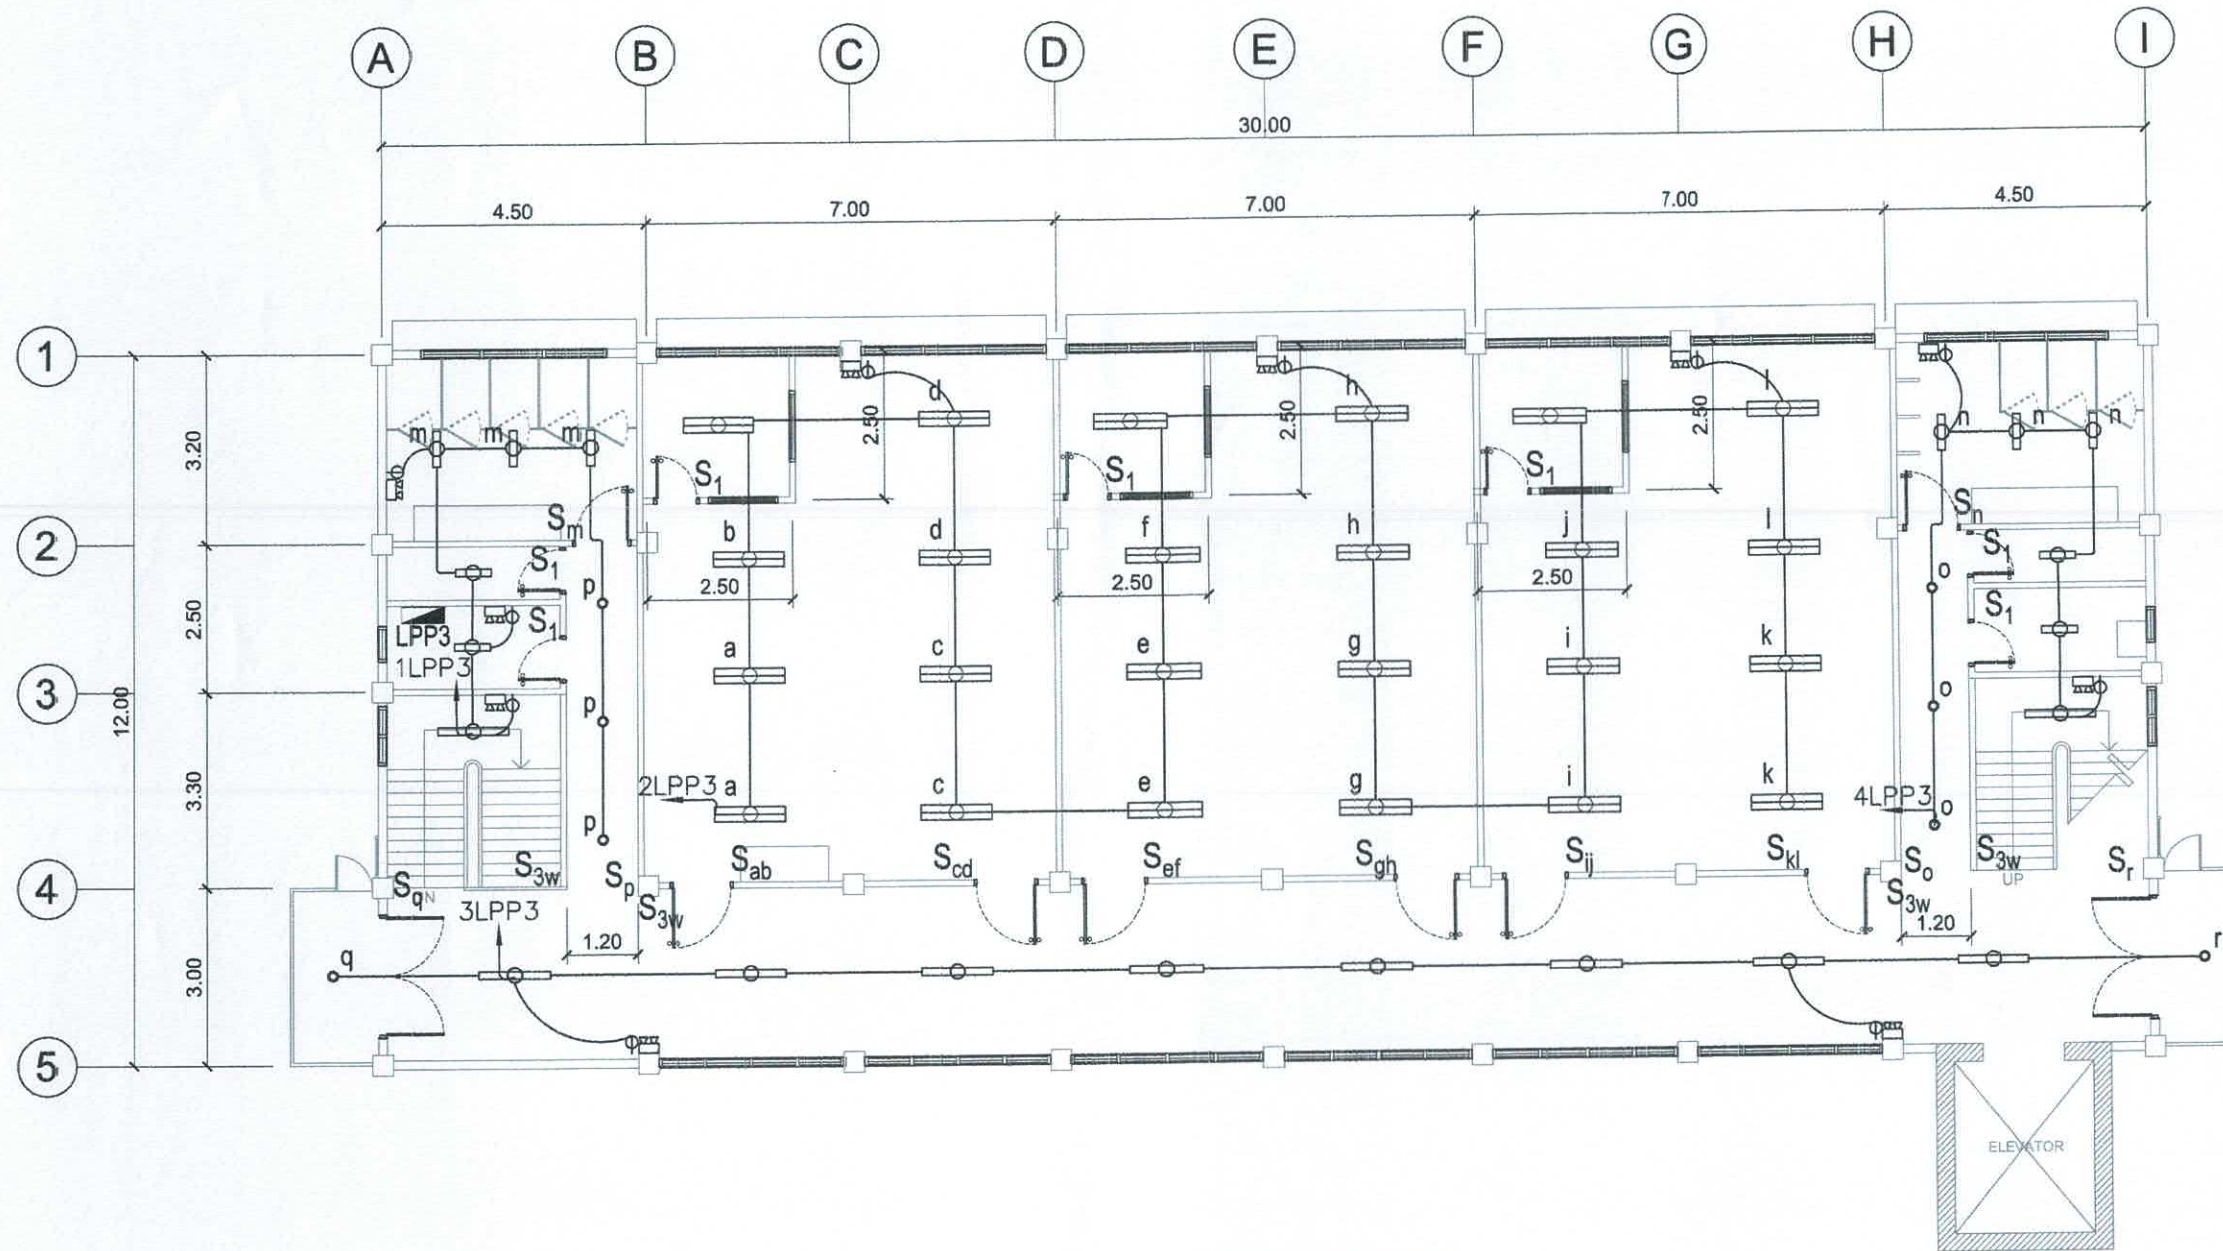 A B C D E F G H I
30.00
4.50 7.00 7.00 7.00 4.50
1
d h l
2.50 2.50 2.50
3.20
m m m n n n
S1 S1 S1
Sm Sn
2
b d f h j l
S1 S1
2.50 2.50 2.50
p o
2.50
S1 S1
LPP3
1LPP3
a c e g i k
3
p o
12.00
3.30
2LPP3 a c e g i k 4LPP3 o
p
S3w Sp Sab Scd Sef Sgh Sij Skl So S3w Sr
4
Sq N UP
3LPP3 S3w S3w
1.20 1.20
q r
3.00
5
ELEVATOR